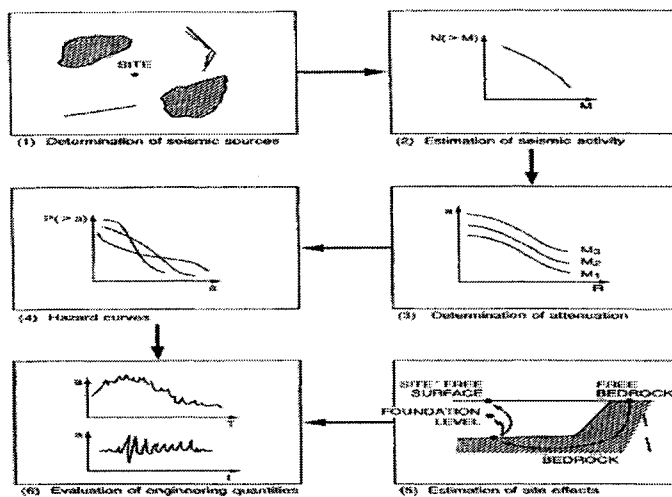 SITE
(1) Determination of seismic sources
N(> M)
M
(2) Estimation of seismic activity
P(> a)
a
(4) Hazard curves
a
M3
M2
M1
R
(3) Determination of attenuation
a
T
a
t
(6) Evaluation of engineering quantities
SITE FREE
SURFACE
FOUNDATION
LEVEL
FREE
BEDROCK
BEDROCK
(5) Estimation of site effects